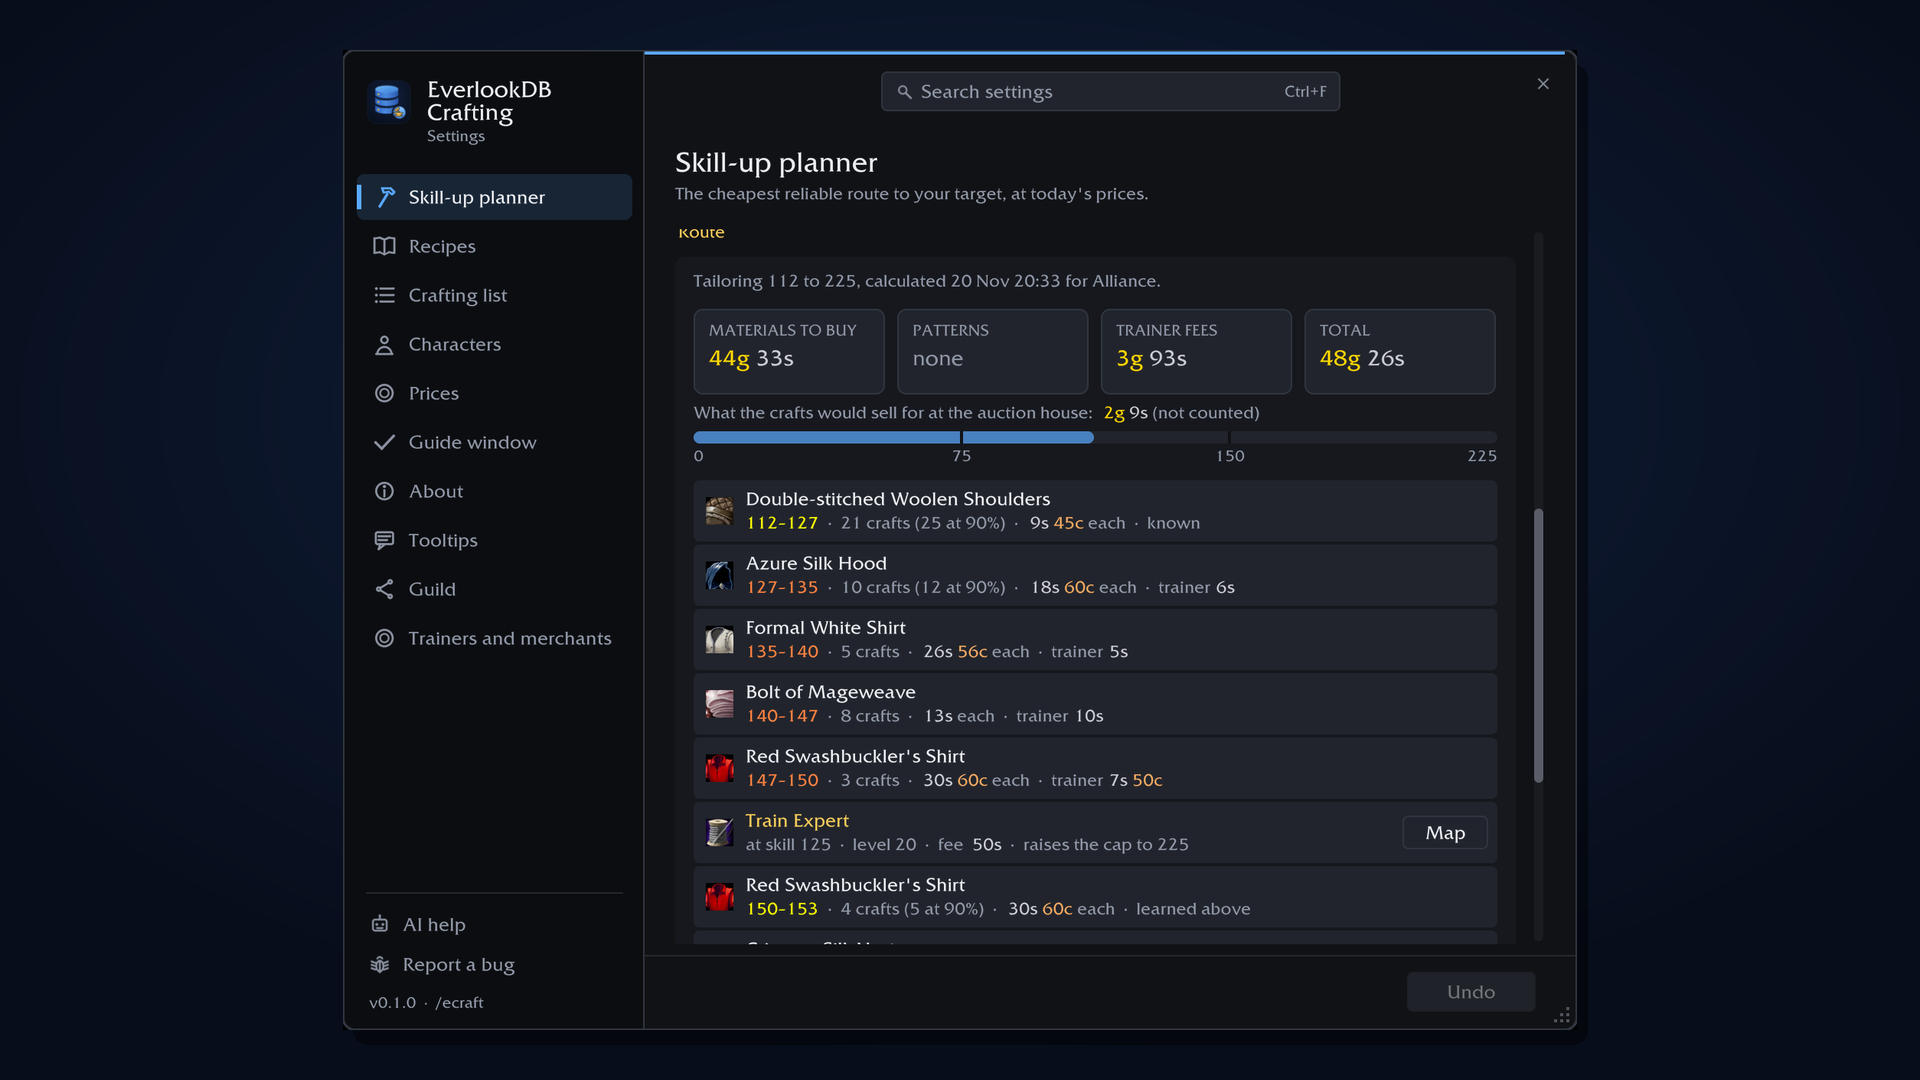 EverlookDB
Crafting
Settings
Search settings
Ctrl+F
Skill-up planner
Recipes
Crafting list
Characters
Prices
Guide window
About
Tooltips
Guild
Trainers and merchants
AI help
Report a bug
v0.1.0 · /ecraft
Skill-up planner
The cheapest reliable route to your target, at today's prices.
Route
Tailoring 112 to 225, calculated 20 Nov 20:33 for Alliance.
MATERIALS TO BUY
44g 33s
PATTERNS
none
TRAINER FEES
3g 93s
TOTAL
48g 26s
What the crafts would sell for at the auction house: 2g 9s (not counted)
0 75 150 225
Double-stitched Woolen Shoulders
112–127 · 21 crafts (25 at 90%) · 9s 45c each · known
Azure Silk Hood
127–135 · 10 crafts (12 at 90%) · 18s 60c each · trainer 6s
Formal White Shirt
135–140 · 5 crafts · 26s 56c each · trainer 5s
Bolt of Mageweave
140–147 · 8 crafts · 13s each · trainer 10s
Red Swashbuckler's Shirt
147–150 · 3 crafts · 30s 60c each · trainer 7s 50c
Train Expert
at skill 125 · level 20 · fee 50s · raises the cap to 225
Map
Red Swashbuckler's Shirt
150–153 · 4 crafts (5 at 90%) · 30s 60c each · learned above
Undo